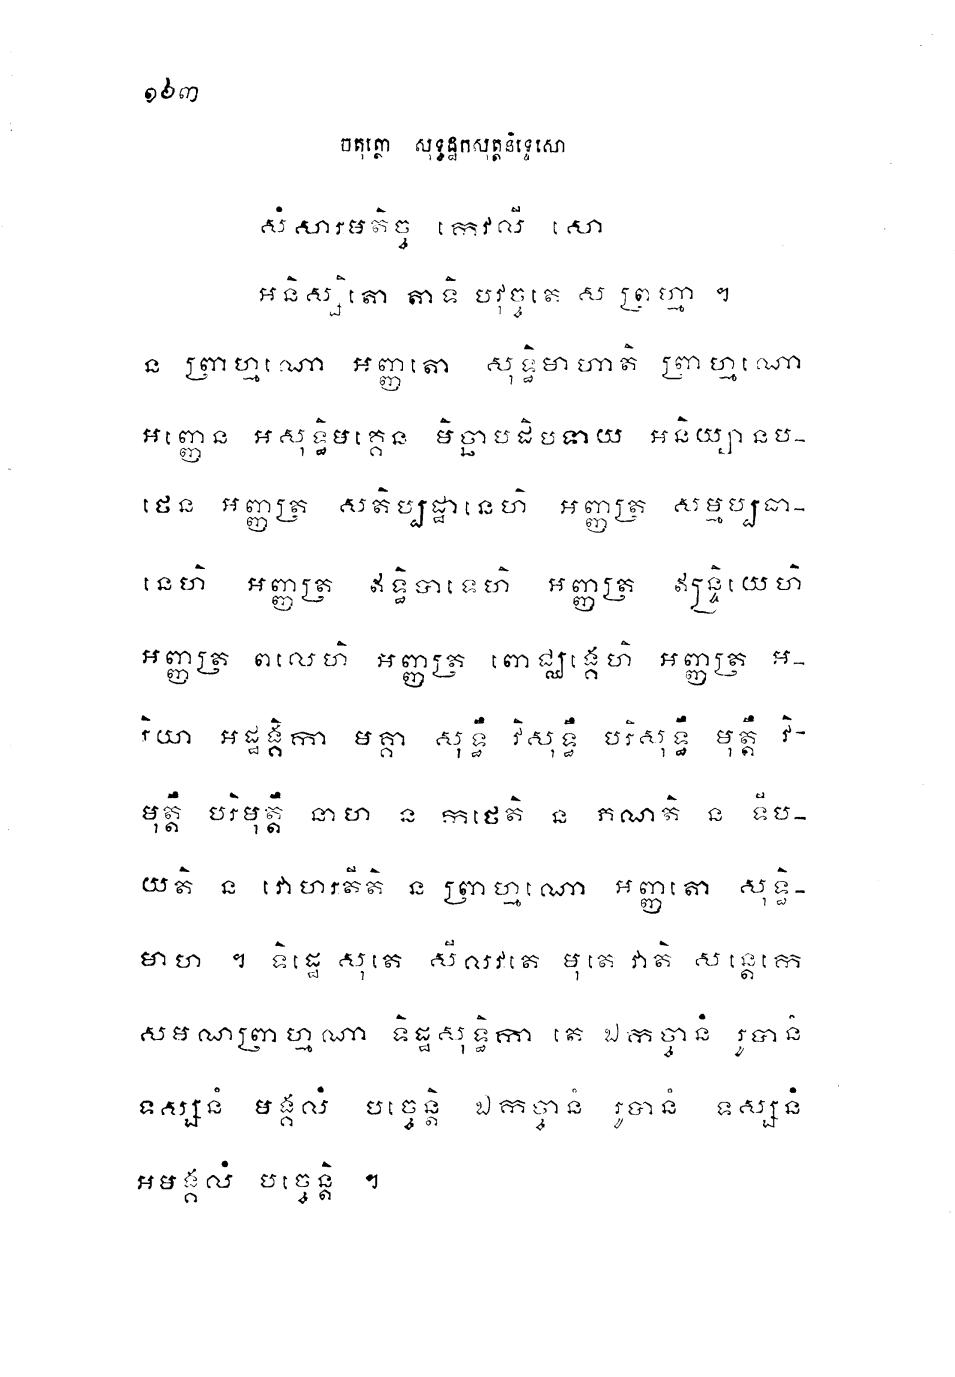 ១៦៣
ចតុត្ថោ សុទ្ធដ្ឋកសុត្តនិទ្ទេសោ
សំសារមតិច្ច កេវលី សោ
អនិស្សិតោ តាទិ បវុច្ចតេ ស ព្រហ្មា ។
ន ព្រាហ្មណោ អញ្ញតោ សុទ្ធិមាហាតិ ព្រាហ្មណោ
អញ្ញេន អសុទ្ធិមគ្គេន មិច្ឆាបដិបទាយ អនិយ្យានប-
ថេន អញ្ញត្រ សតិប្បដ្ឋានេហិ អញ្ញត្រ សម្មប្បធា-
នេហិ អញ្ញត្រ ឥទ្ធិបាទេហិ អញ្ញត្រ ឥន្ទ្រិយេហិ
អញ្ញត្រ ពលេហិ អញ្ញត្រ ពោជ្ឈង្គេហិ អញ្ញត្រ អ-
រិយា អដ្ឋង្គិកា មគ្គា សុទ្ធឹ វិសុទ្ធឹ បរិសុទ្ធឹ មុត្តឹ វិ-
មុត្តឹ បរិមុត្តឹ នាហ ន កថេតិ ន ភណតិ ន ទីប-
យតិ ន វោហរតីតិ ន ព្រាហ្មណោ អញ្ញតោ សុទ្ធិ-
មាហ ។ ទិដ្ឋេ សុតេ សីលវតេ មុតេ វាតិ សន្តេកេ
សមណព្រាហ្មណា ទិដ្ឋសុទ្ធិកា តេ ឯកច្ចានំ រូបានំ
ទស្សនំ មង្គលំ បច្ចេន្តិ ឯកច្ចានំ រូបានំ ទស្សនំ
អមង្គលំ បច្ចេន្តិ ។